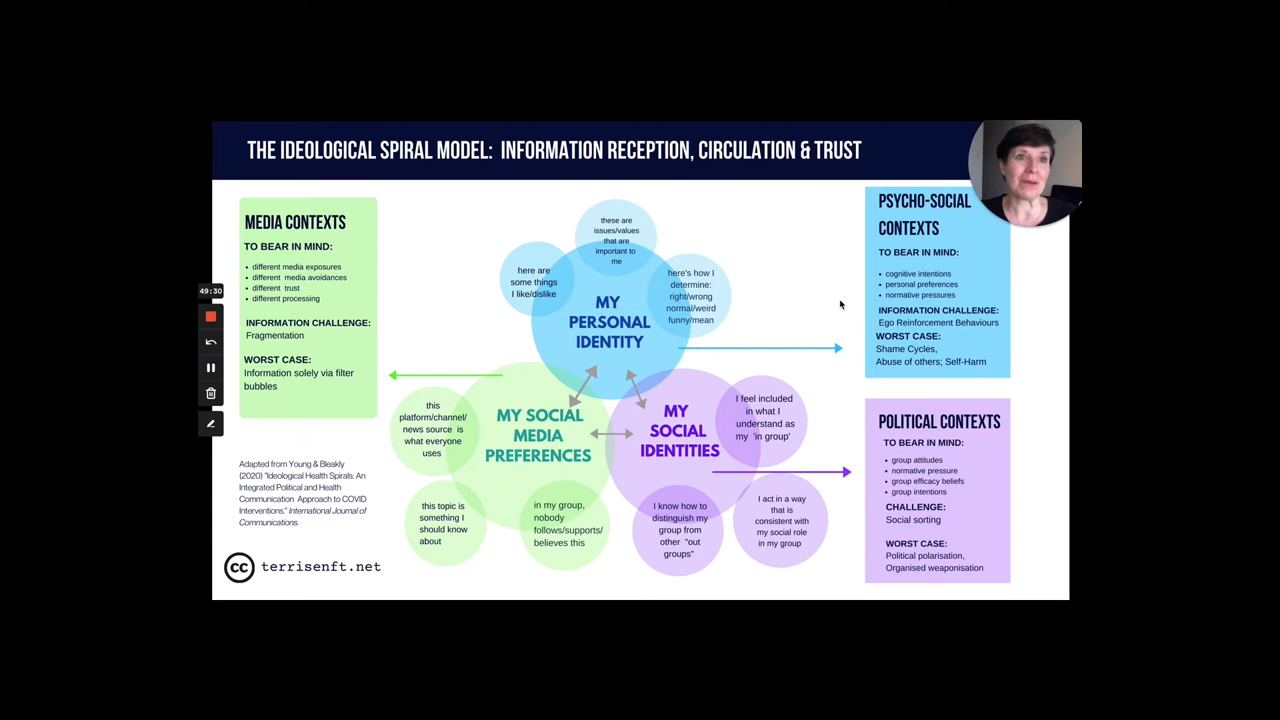 THE IDEOLOGICAL SPIRAL MODEL: INFORMATION RECEPTION, CIRCULATION & TRUST
MEDIA CONTEXTS
TO BEAR IN MIND:
• different media exposures
• different media avoidances
• different trust
• different processing
INFORMATION CHALLENGE:
Fragmentation
WORST CASE:
Information solely via filter
bubbles
49:30
Adapted from Young & Bleakly
(2020) "Ideological Health Spirals: An
Integrated Political and Health
Communication Approach to COVID
Interventions." International Journal of
Communications.
cc terrisenft.net
these are
issues/values
that are
important to
me
here are
some things
I like/dislike
here's how I
determine:
right/wrong
normal/weird
funny/mean
MY
PERSONAL
IDENTITY
MY SOCIAL
MEDIA
PREFERENCES
this
platform/channel/
news source is
what everyone
uses
this topic is
something I
should know
about
in my group,
nobody
follows/supports/
believes this
MY
SOCIAL
IDENTITIES
I feel included
in what I
understand as
my 'in group'
I know how to
distinguish my
group from
other "out
groups"
I act in a way
that is
consistent with
my social role
in my group
PSYCHO-SOCIAL
CONTEXTS
TO BEAR IN MIND:
• cognitive intentions
• personal preferences
• normative pressures
INFORMATION CHALLENGE:
Ego Reinforcement Behaviours
WORST CASE:
Shame Cycles,
Abuse of others; Self-Harm
POLITICAL CONTEXTS
TO BEAR IN MIND:
• group attitudes
• normative pressure
• group efficacy beliefs
• group intentions
CHALLENGE:
Social sorting
WORST CASE:
Political polarisation,
Organised weaponisation